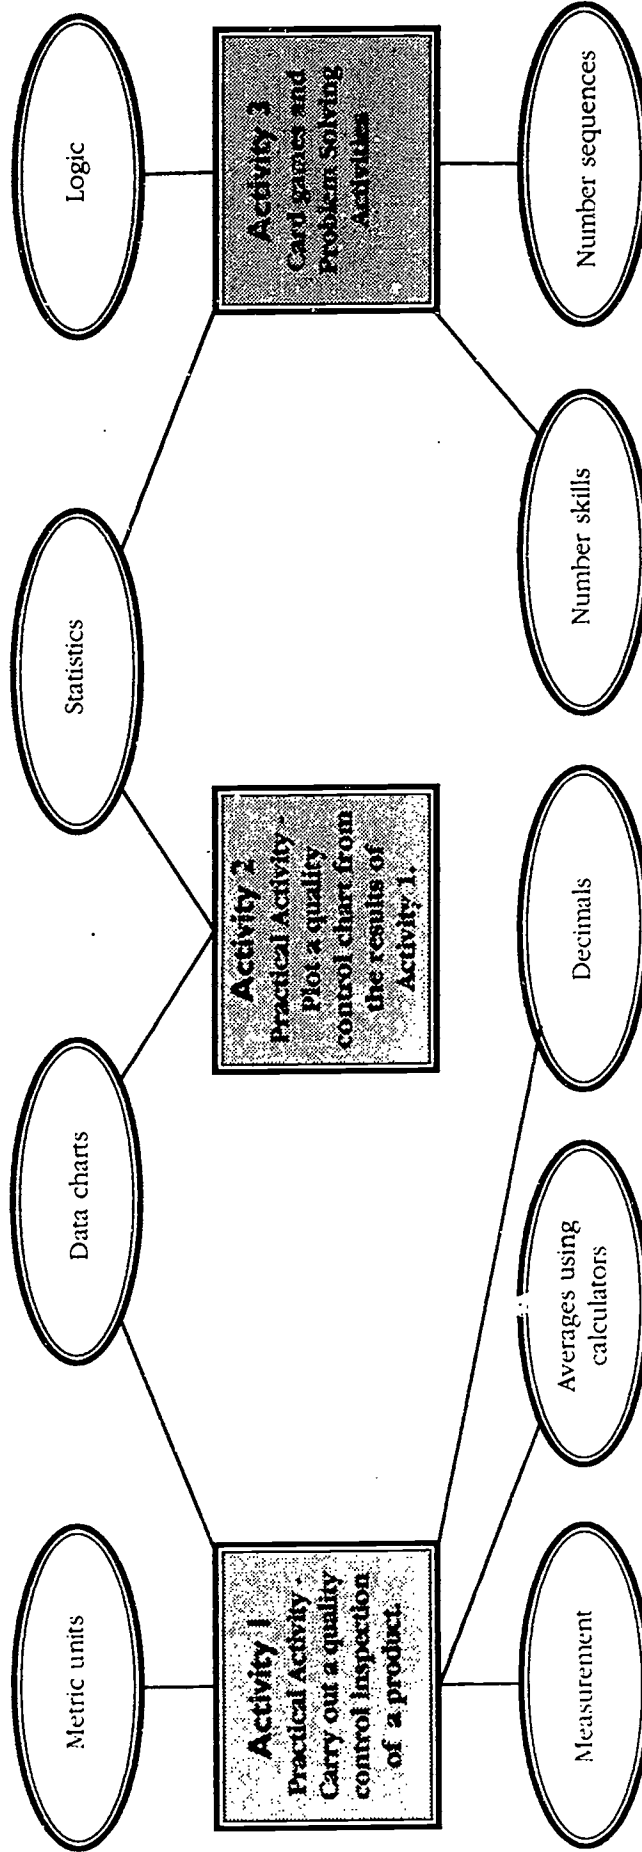 Metric units
Data charts
Statistics
Logic
Activity 1
Practical Activity -
Carry out a quality
control inspection
of a product.
Activity 2
Practical Activity -
Plot a quality
control chart from
the results of
Activity 1.
Activity 3
Card games and
Problem Solving
Activities
Measurement
Averages using
calculators
Decimals
Number skills
Number sequences